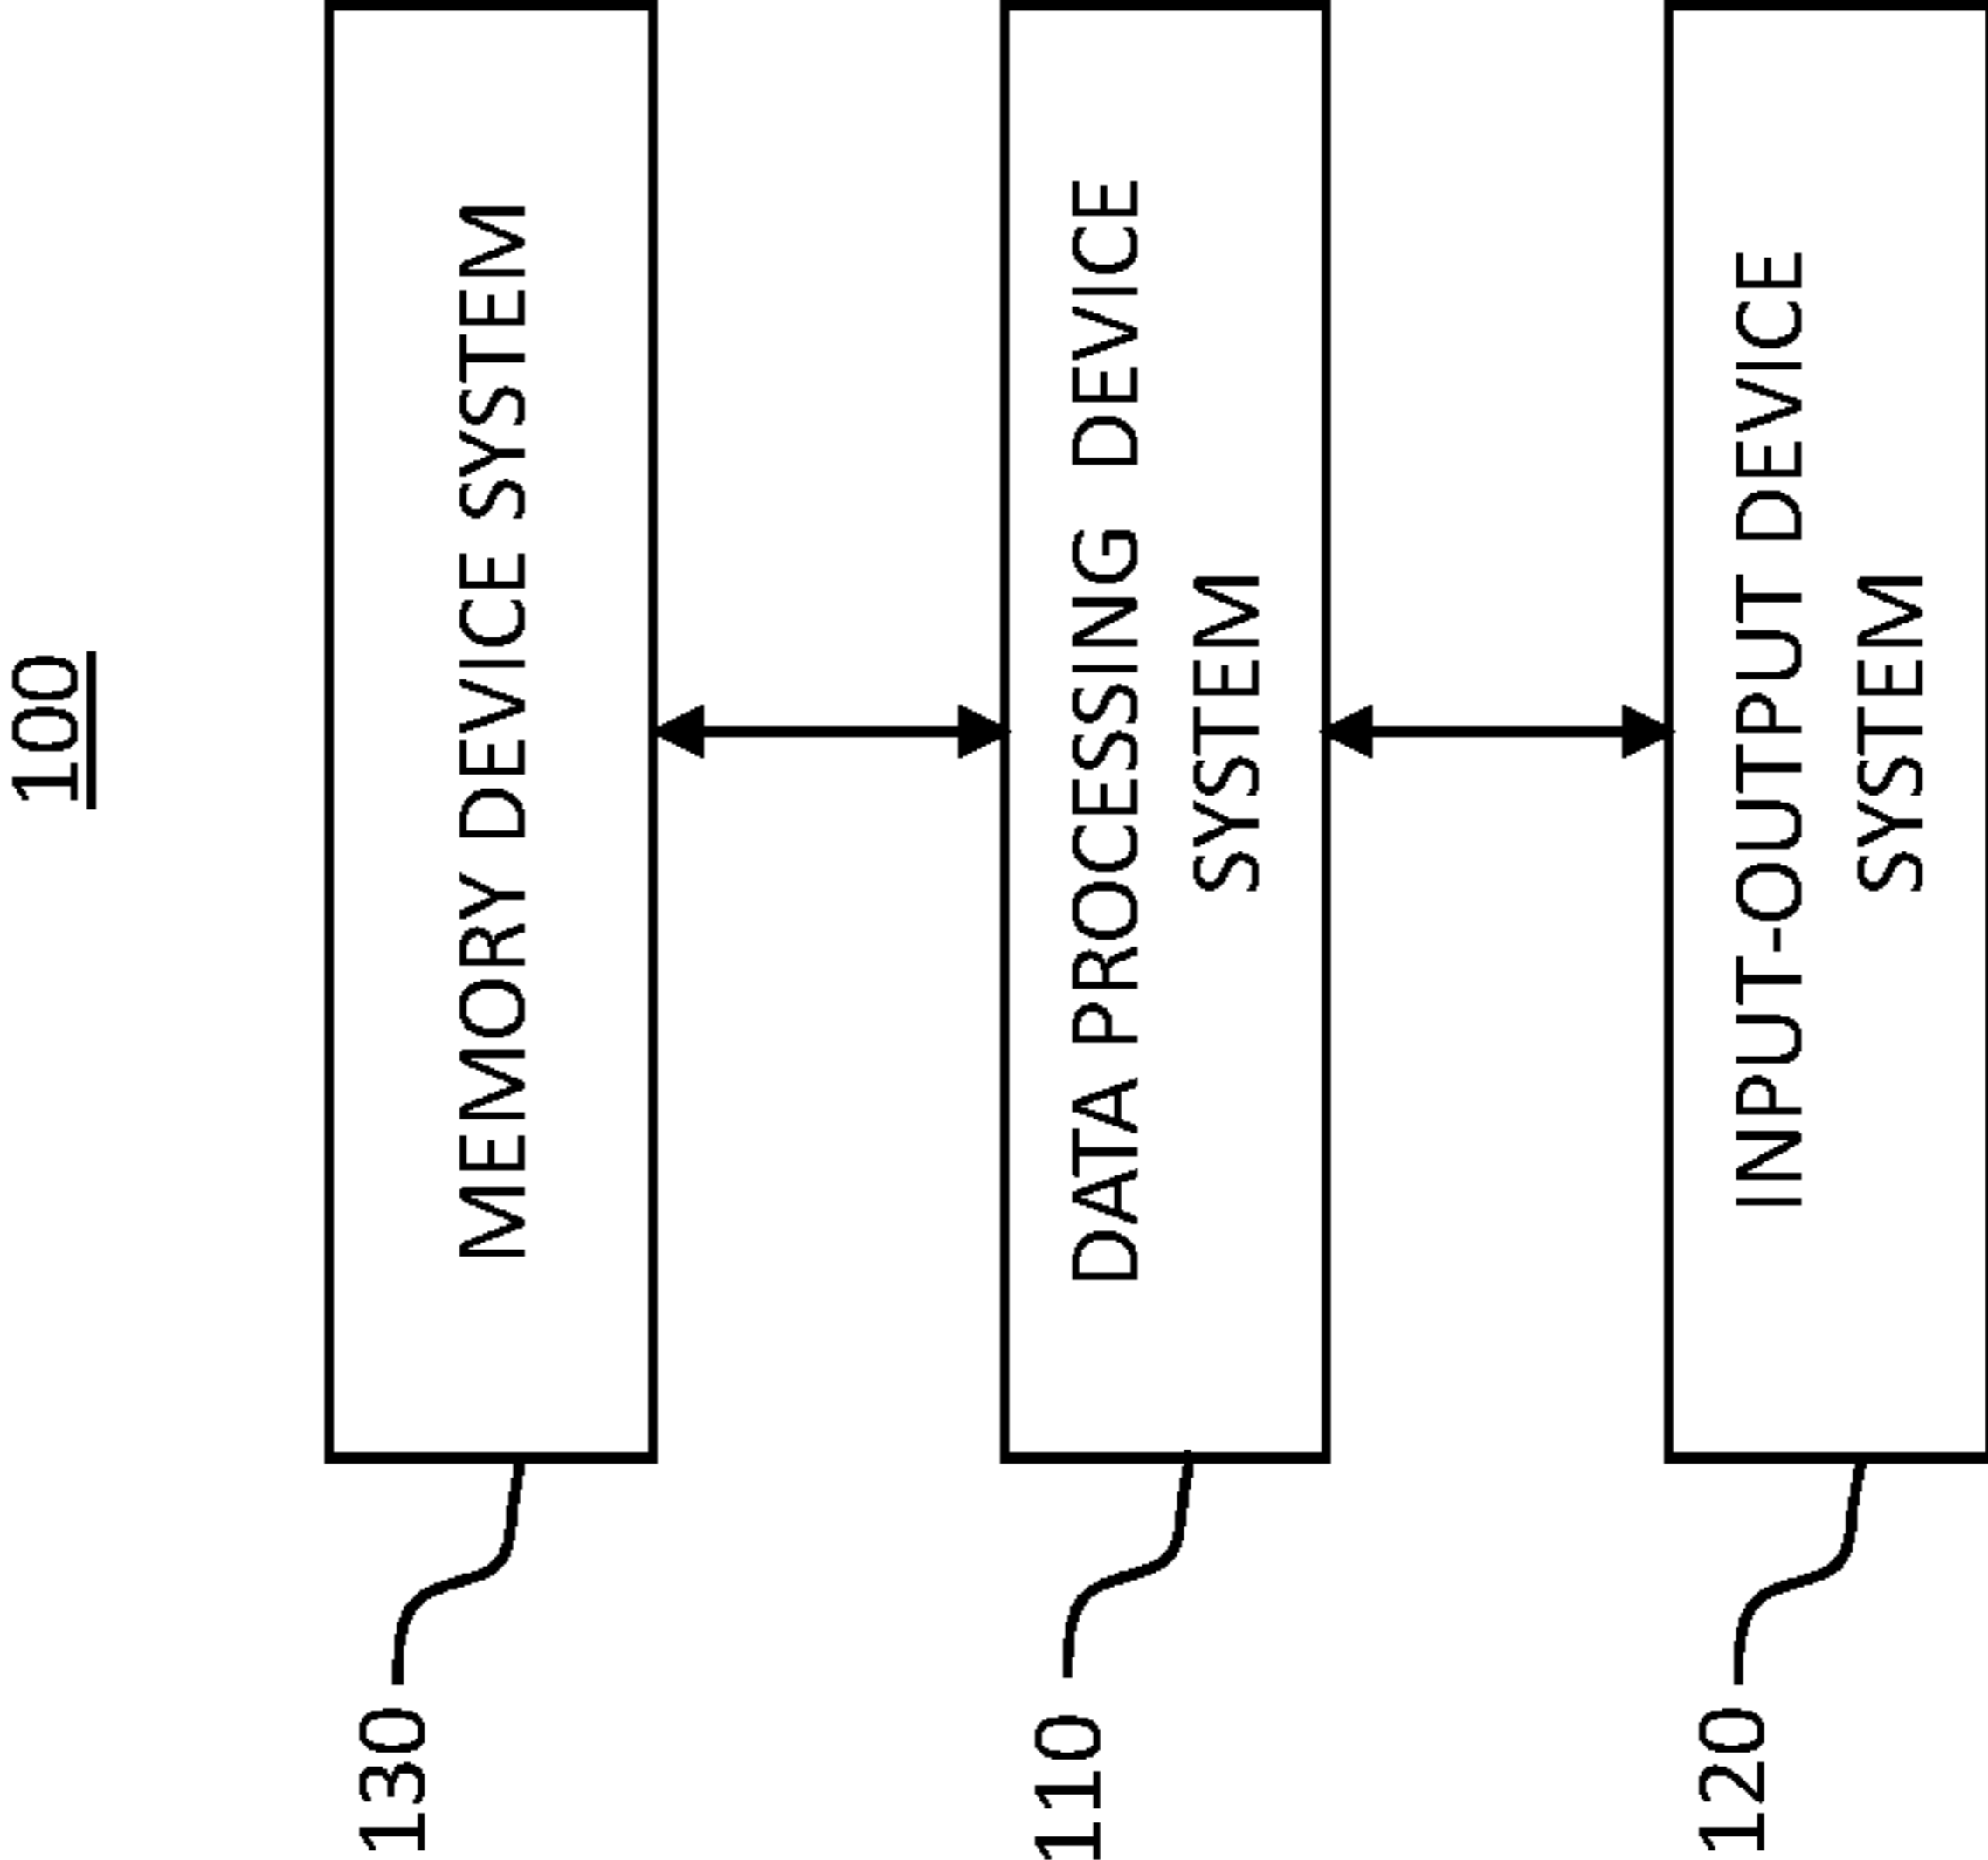 100
MEMORY DEVICE SYSTEM
130
DATA PROCESSING DEVICE
SYSTEM
110
INPUT-OUTPUT DEVICE
SYSTEM
120